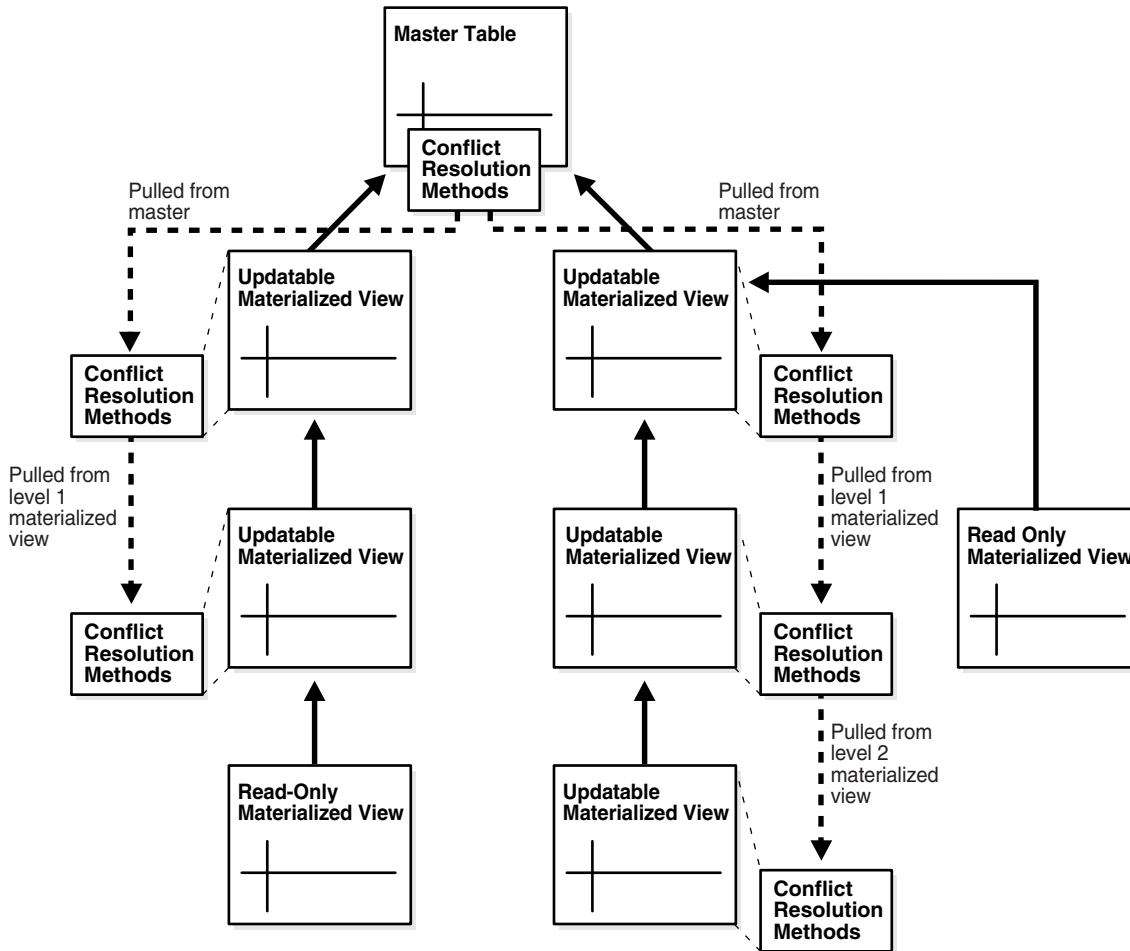 Master Table
Conflict
Resolution
Methods
Pulled from
master
Pulled from
master
Updatable
Materialized View
Updatable
Materialized View
Conflict
Resolution
Methods
Conflict
Resolution
Methods
Pulled from
level 1
materialized
view
Updatable
Materialized View
Updatable
Materialized View
Pulled from
level 1
materialized
view
Read Only
Materialized View
Conflict
Resolution
Methods
Conflict
Resolution
Methods
Read-Only
Materialized View
Updatable
Materialized View
Pulled from
level 2
materialized
view
Conflict
Resolution
Methods